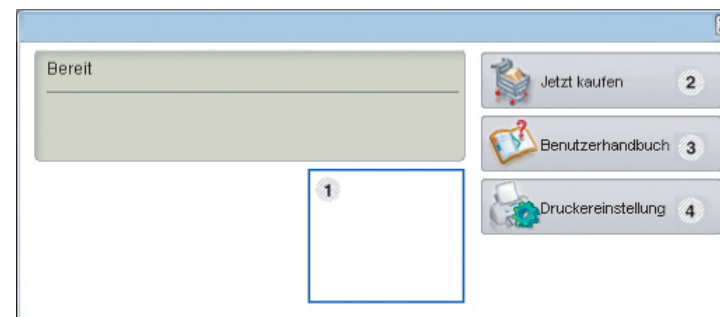 Bereit
Jetzt kaufen 2
Benutzerhandbuch 3
1
Druckereinstellung 4